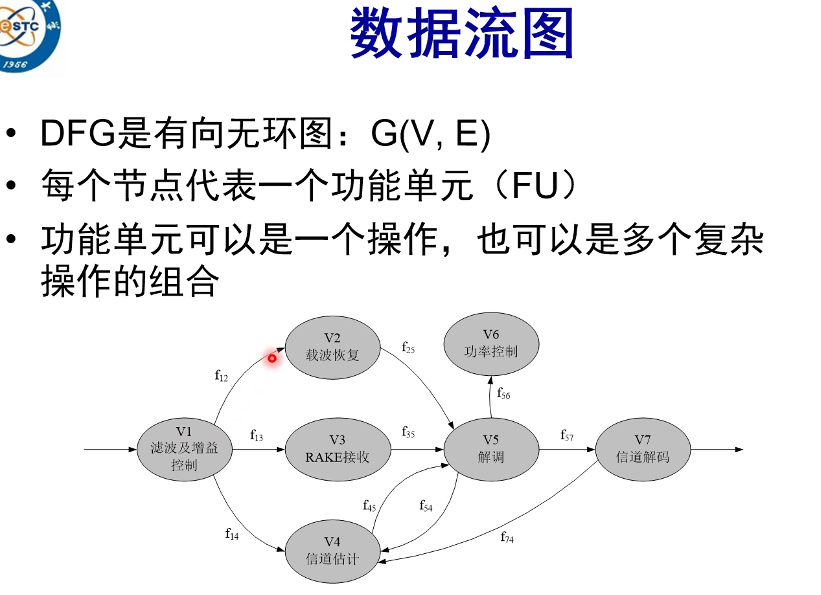 eSTC
1956
数据流图
• DFG是有向无环图：G(V, E)
• 每个节点代表一个功能单元（FU）
• 功能单元可以是一个操作，也可以是多个复杂
操作的组合
V2
载波恢复
V6
功率控制
f25
f12
f56
V1
滤波及增益
控制
f13
V3
RAKE接收
f35
V5
解调
f57
V7
信道解码
f45
f54
f14
V4
信道估计
f74